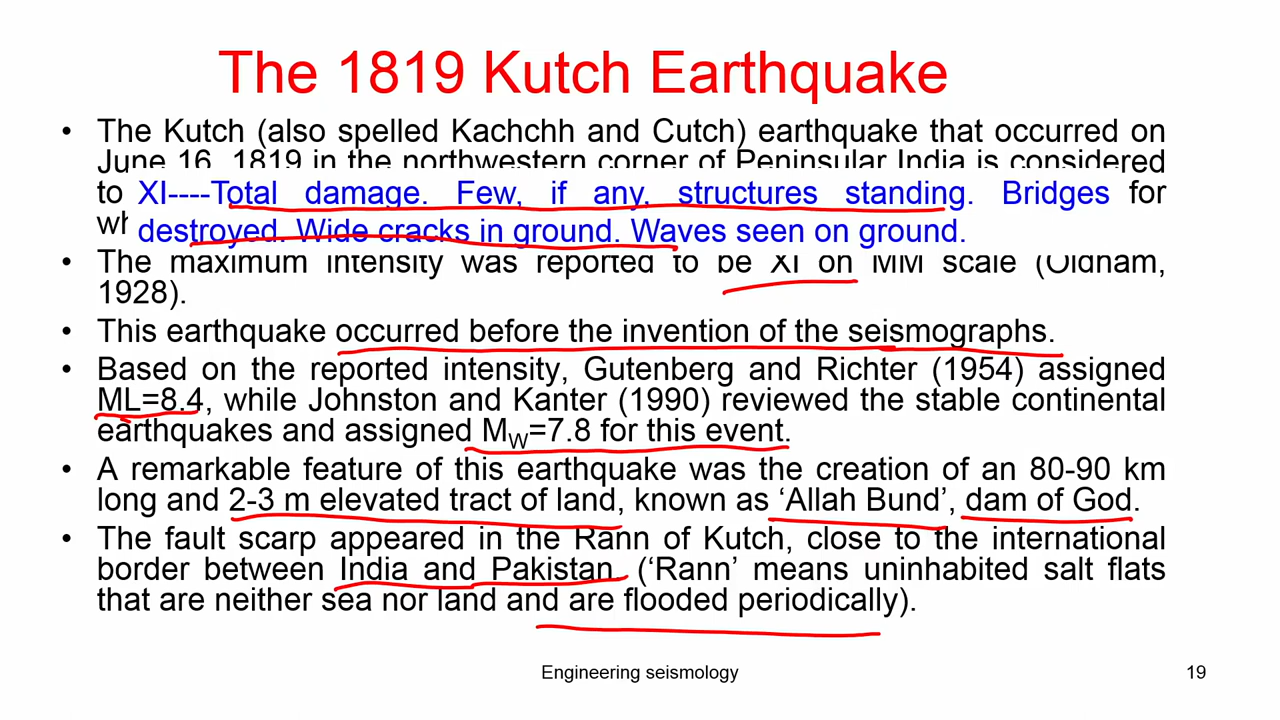 The 1819 Kutch Earthquake
• The Kutch (also spelled Kachchh and Cutch) earthquake that occurred on
June 16, 1819 in the northwestern corner of Peninsular India is considered
to XI----Total damage. Few, if any, structures standing. Bridges for
wh destroyed. Wide cracks in ground. Waves seen on ground.
• The maximum intensity was reported to be XI on MM scale (Oldham,
1928).
• This earthquake occurred before the invention of the seismographs.
• Based on the reported intensity, Gutenberg and Richter (1954) assigned
ML=8.4, while Johnston and Kanter (1990) reviewed the stable continental
earthquakes and assigned MW=7.8 for this event.
• A remarkable feature of this earthquake was the creation of an 80-90 km
long and 2-3 m elevated tract of land, known as ‘Allah Bund’, dam of God.
• The fault scarp appeared in the Rann of Kutch, close to the international
border between India and Pakistan (‘Rann’ means uninhabited salt flats
that are neither sea nor land and are flooded periodically).
Engineering seismology
19